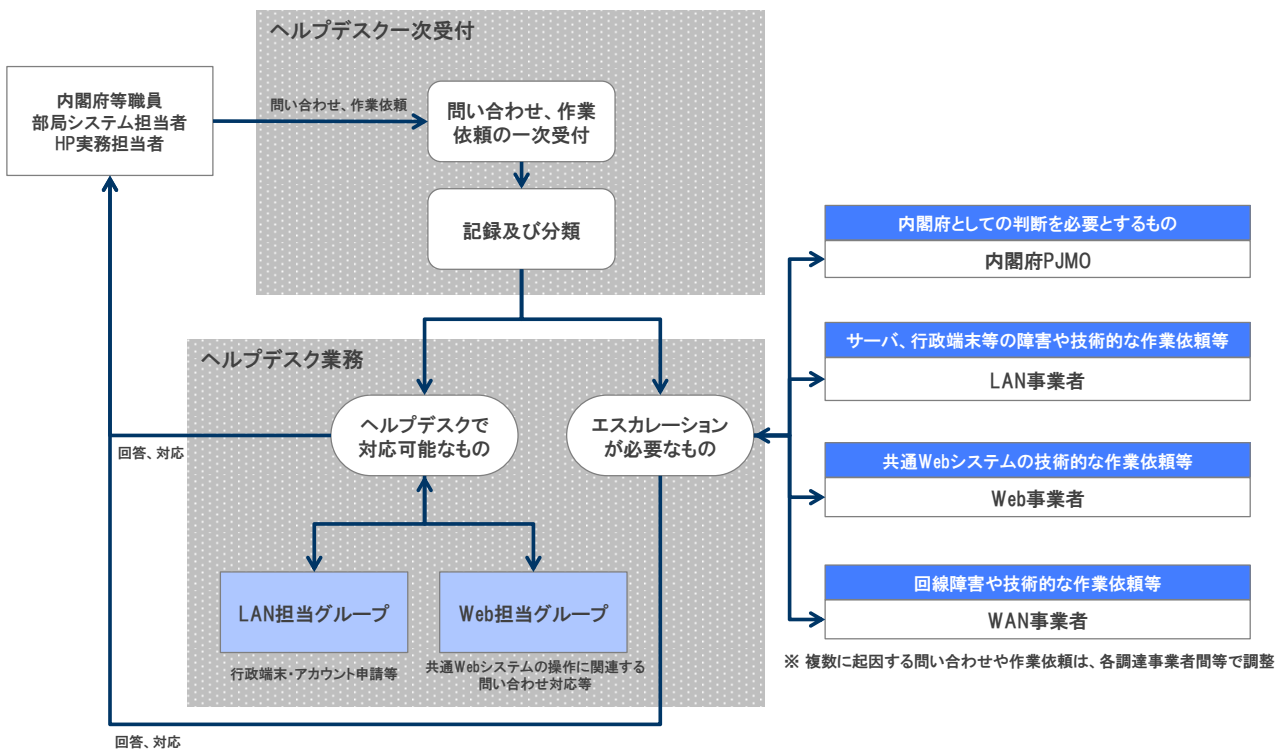 ヘルプデスク一次受付
内閣府等職員
部局システム担当者
HP実務担当者
問い合わせ、作業依頼
問い合わせ、作業
依頼の一次受付
記録及び分類
内閣府としての判断を必要とするもの
内閣府PJMO
サーバ、行政端末等の障害や技術的な作業依頼等
LAN事業者
ヘルプデスク業務
ヘルプデスクで
対応可能なもの
エスカレーション
が必要なもの
回答、対応
共通Webシステムの技術的な作業依頼等
Web事業者
LAN担当グループ
Web担当グループ
行政端末・アカウント申請等
共通Webシステムの操作に関連する
問い合わせ対応等
回線障害や技術的な作業依頼等
WAN事業者
※ 複数に起因する問い合わせや作業依頼は、各調達事業者間等で調整
回答、対応